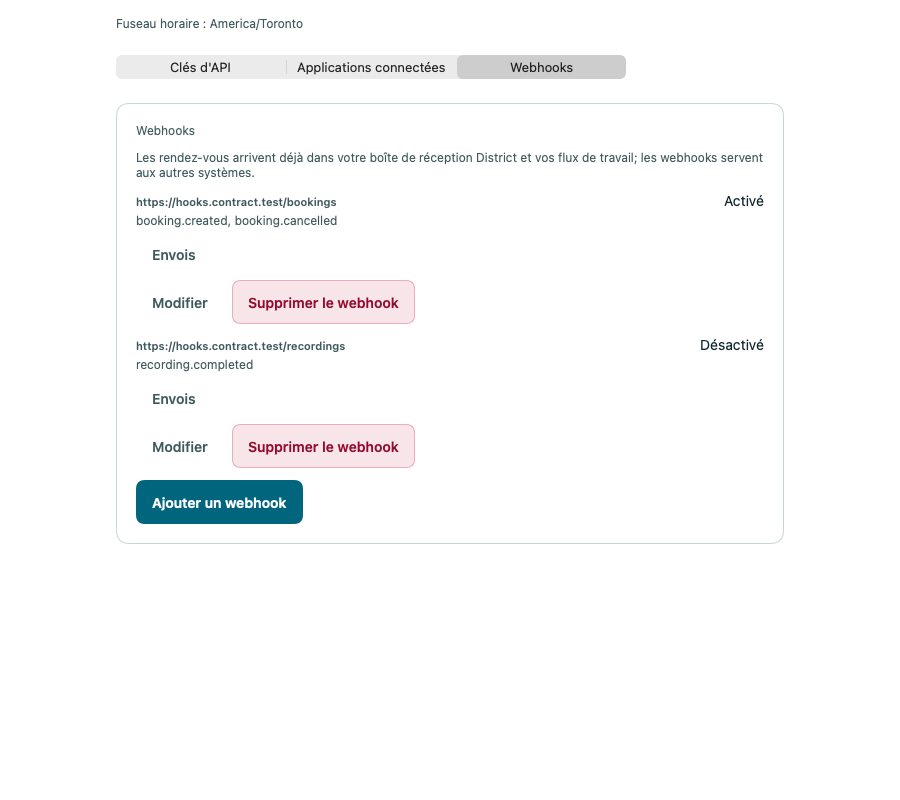 Fuseau horaire : America/Toronto
Clés d'API
Applications connectées
Webhooks
Webhooks
Les rendez-vous arrivent déjà dans votre boîte de réception District et vos flux de travail; les webhooks servent
aux autres systèmes.
https://hooks.contract.test/bookings
Activé
booking.created, booking.cancelled
Envois
Modifier
Supprimer le webhook
https://hooks.contract.test/recordings
Désactivé
recording.completed
Envois
Modifier
Supprimer le webhook
Ajouter un webhook